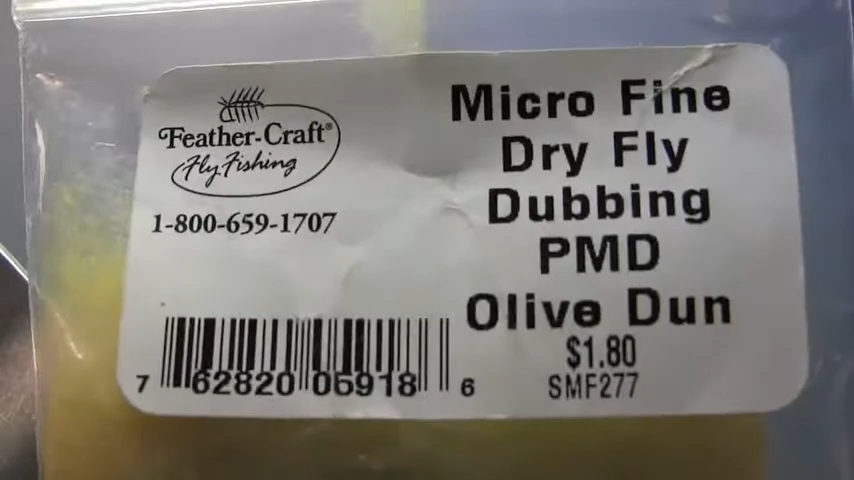 Feather-Craft®
Fly Fishing
1-800-659-1707
Micro Fine
Dry Fly
Dubbing
PMD
Olive Dun
$1.80
SMF277
7 62820 05918 6